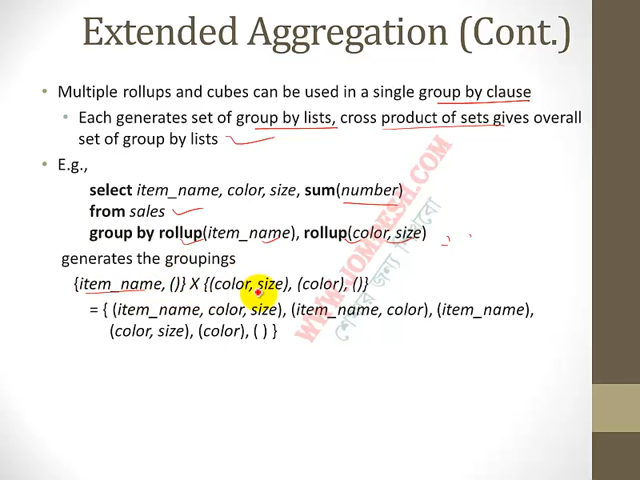 Extended Aggregation (Cont.)
• Multiple rollups and cubes can be used in a single group by clause
• Each generates set of group by lists, cross product of sets gives overall
set of group by lists
• E.g.,
select item_name, color, size, sum(number)
from sales
group by rollup(item_name), rollup(color, size)
generates the groupings
{item_name, ()} X {(color, size), (color), ()}
= { (item_name, color, size), (item_name, color), (item_name),
(color, size), (color), ( ) }
WWW.JOMDESH.COM
শেখার জন্য লিখবো